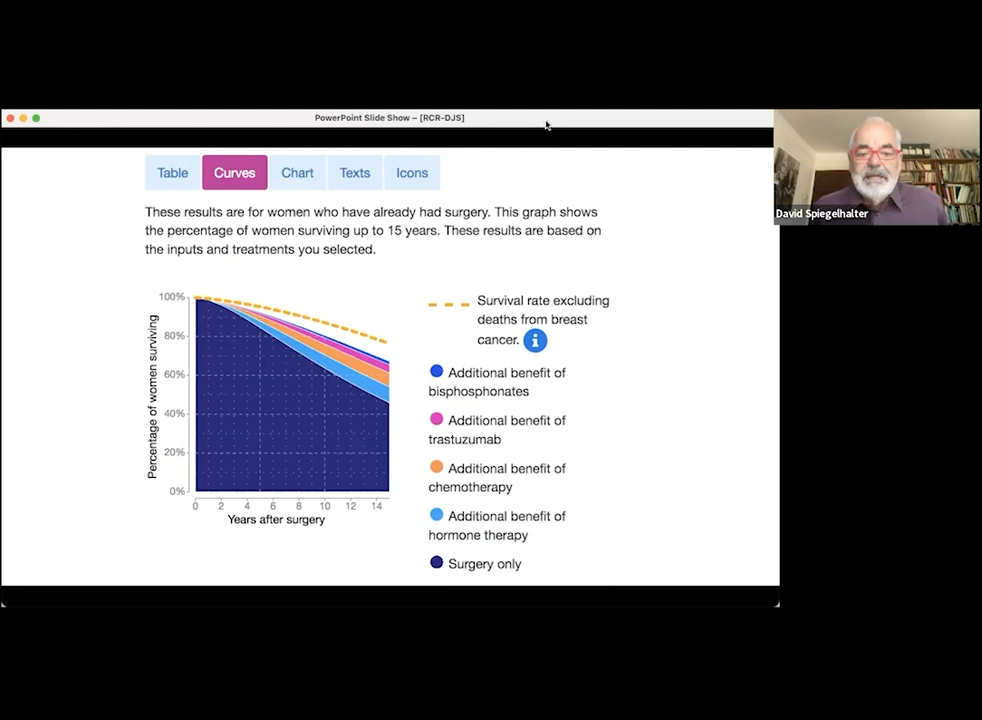 PowerPoint Slide Show – [RCR-DJS]
David Spiegelhalter
Table
Curves
Chart
Texts
Icons
These results are for women who have already had surgery. This graph shows
the percentage of women surviving up to 15 years. These results are based on
the inputs and treatments you selected.
Percentage of women surviving
100%
80%
60%
40%
20%
0%
0 2 4 6 8 10 12 14
Years after surgery
Survival rate excluding
deaths from breast
cancer. i
Additional benefit of
bisphosphonates
Additional benefit of
trastuzumab
Additional benefit of
chemotherapy
Additional benefit of
hormone therapy
Surgery only